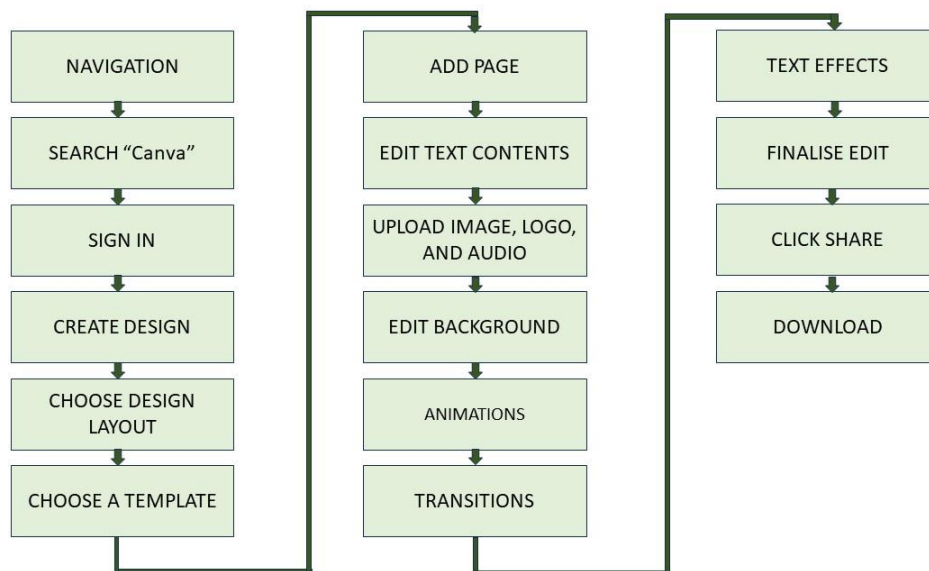 NAVIGATION
SEARCH “Canva”
SIGN IN
CREATE DESIGN
CHOOSE DESIGN
LAYOUT
CHOOSE A TEMPLATE
ADD PAGE
EDIT TEXT CONTENTS
UPLOAD IMAGE, LOGO,
AND AUDIO
EDIT BACKGROUND
ANIMATIONS
TRANSITIONS
TEXT EFFECTS
FINALISE EDIT
CLICK SHARE
DOWNLOAD